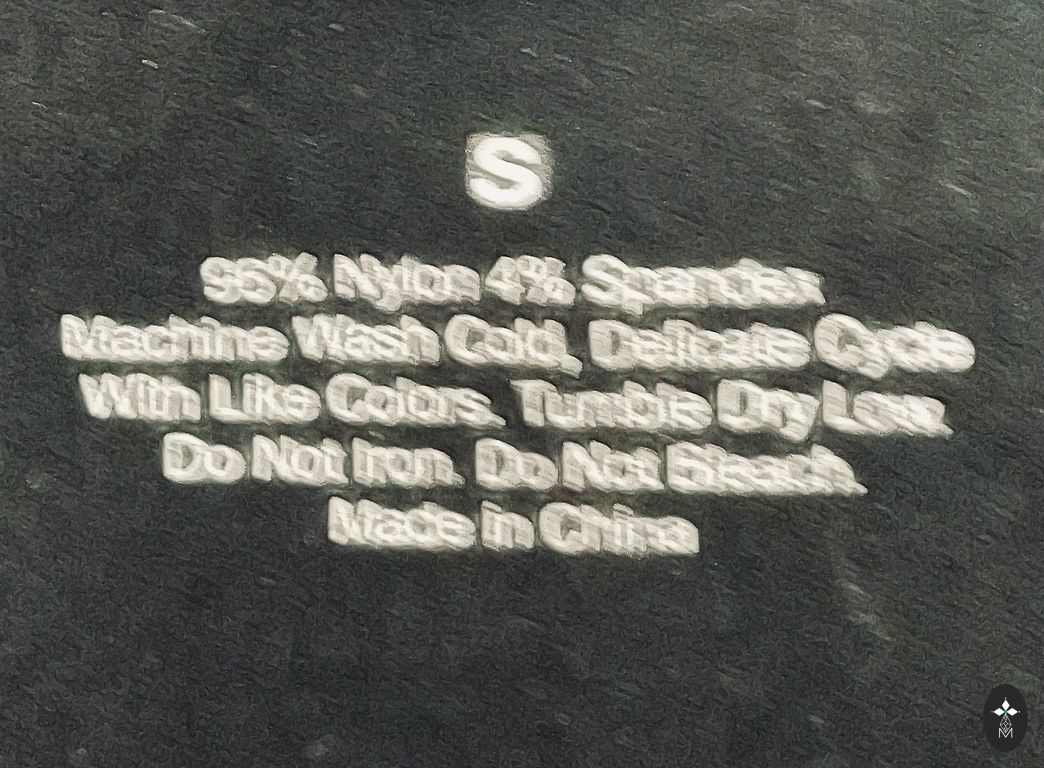 S
96% Nylon 4% Spandex
Machine Wash Cold, Delicate Cycle
With Like Colors. Tumble Dry Low.
Do Not Iron. Do Not Bleach.
Made in China
M